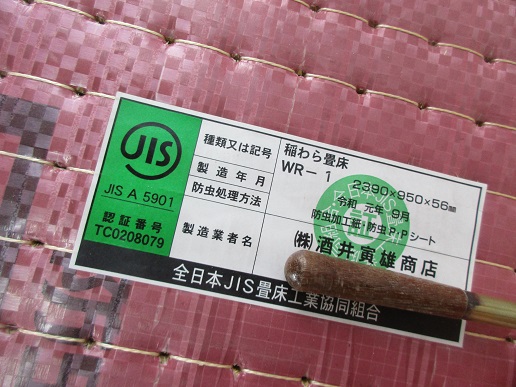 JIS
JIS A 5901
認証番号
TC0208079
種類又は記号
稲わら畳床
WR-1 2390×950×56㎜
製造年月
令和 元年 9月
防虫処理方法
防虫加工紙・防虫P.Pシート
製造業者名
(株)酒井寅雄商店
全日本JIS畳床工業協同組合